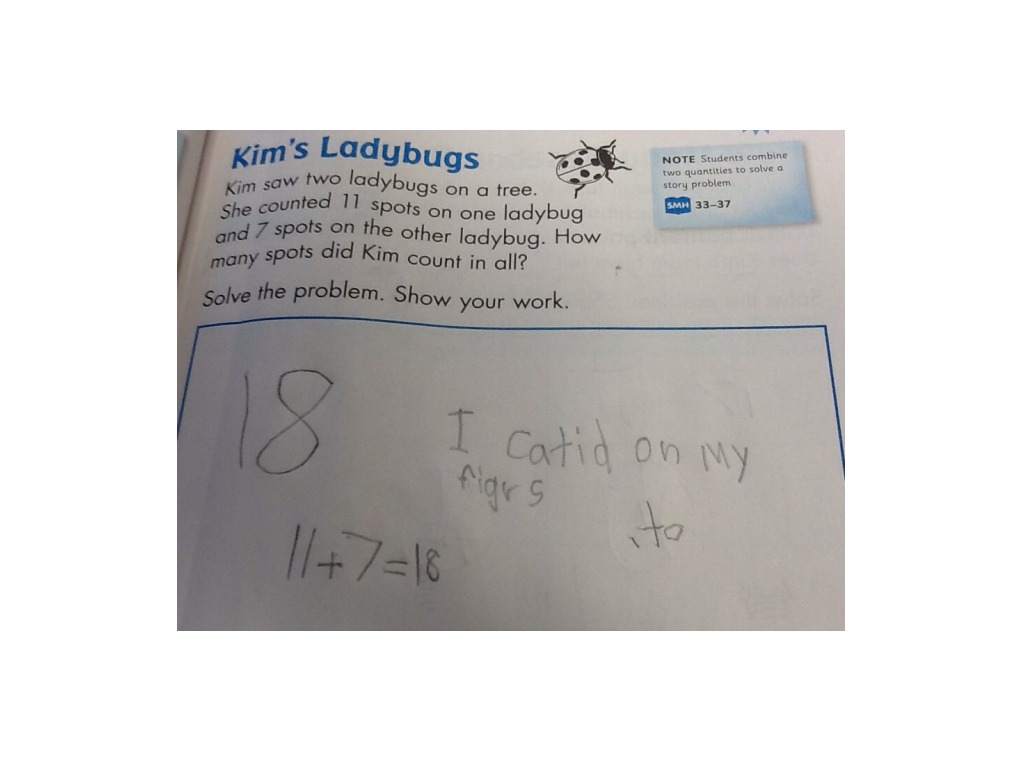 Kim's Ladybugs
Kim saw two ladybugs on a tree.
She counted 11 spots on one ladybug
and 7 spots on the other ladybug. How
many spots did Kim count in all?
Solve the problem. Show your work.
NOTE Students combine
two quantities to solve a
story problem.
SMH 33–37
18
I catid on my
figrs
.to
11+7=18